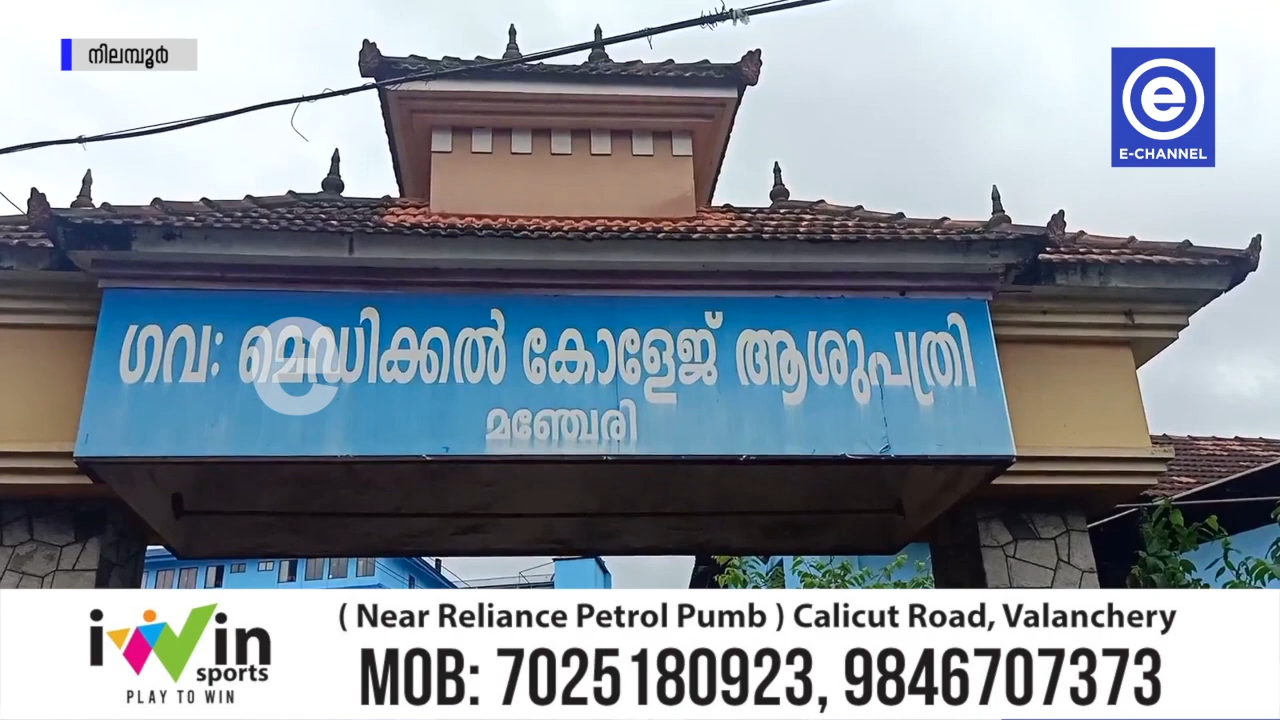 നിലമ്പൂർ
e
E-CHANNEL
ഗവ: മെഡിക്കൽ കോളേജ് ആശുപത്രി
മഞ്ചേരി
( Near Reliance Petrol Pumb ) Calicut Road, Valanchery
iwin
sports
PLAY TO WIN
MOB: 7025180923, 9846707373